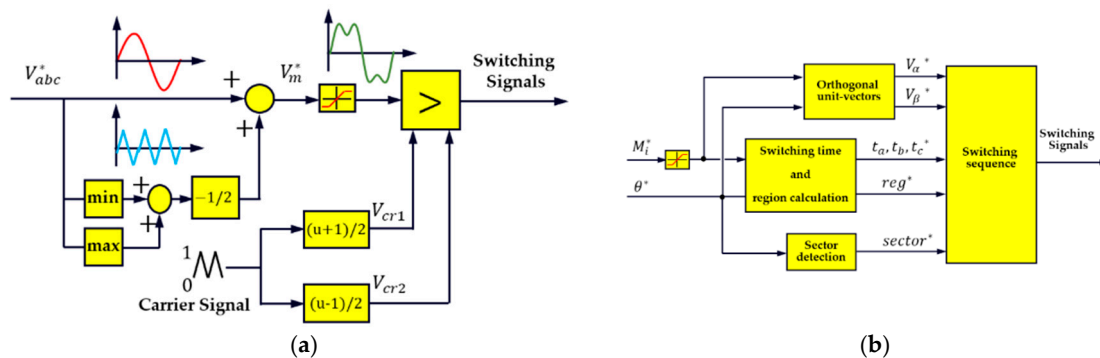 V*abc
+
+
V*m
>
Switching
Signals
min
max
+
+
−1/2
1
0
Carrier Signal
(u+1)/2
(u-1)/2
Vcr1
Vcr2
(a)
M*i
θ*
Orthogonal
unit-vectors
Vα*
Vβ*
Switching time
and
region calculation
ta, tb, tc*
reg*
Sector
detection
sector*
Switching
sequence
Switching
Signals
(b)